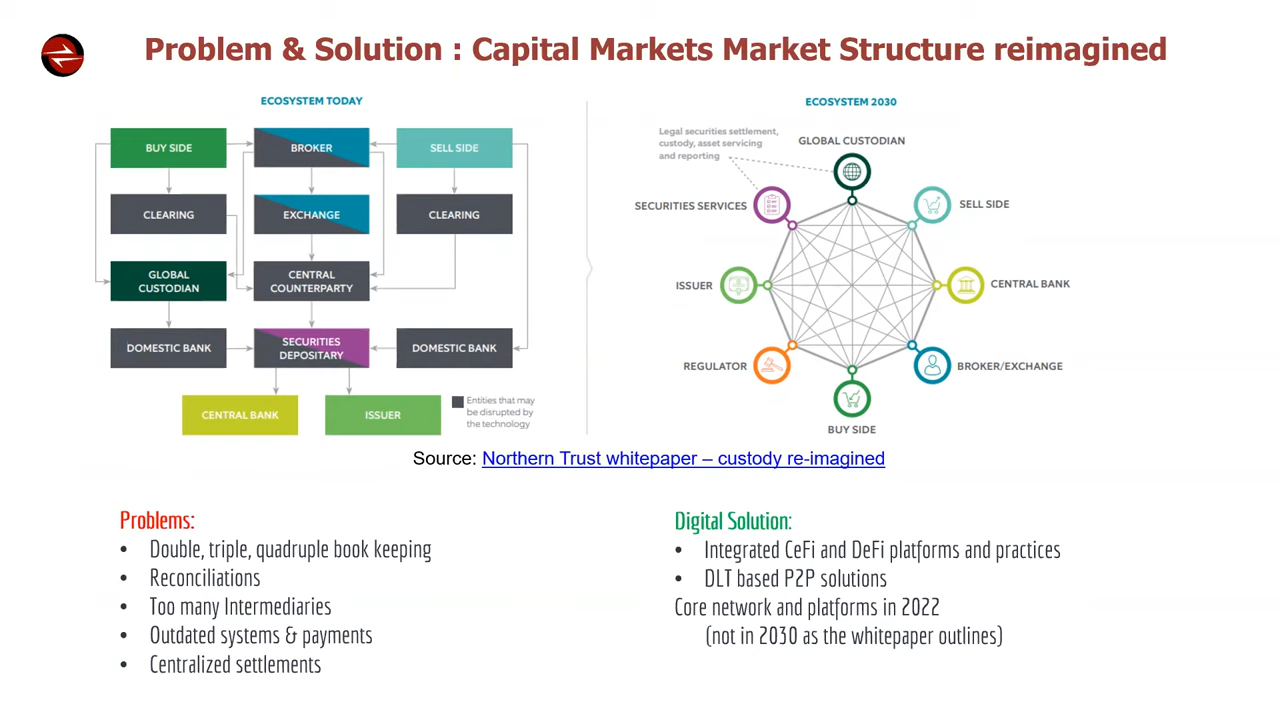 Problem & Solution : Capital Markets Market Structure reimagined
ECOSYSTEM TODAY
BUY SIDE
BROKER
SELL SIDE
CLEARING
EXCHANGE
CLEARING
GLOBAL
CUSTODIAN
CENTRAL
COUNTERPARTY
DOMESTIC BANK
SECURITIES
DEPOSITARY
DOMESTIC BANK
CENTRAL BANK
ISSUER
Entities that may
be disrupted by
the technology
ECOSYSTEM 2030
Legal securities settlement,
custody, asset servicing
and reporting
GLOBAL CUSTODIAN
SECURITIES SERVICES
SELL SIDE
ISSUER
CENTRAL BANK
REGULATOR
BROKER/EXCHANGE
BUY SIDE
Source: Northern Trust whitepaper – custody re-imagined
Problems:
• Double, triple, quadruple book keeping
• Reconciliations
• Too many Intermediaries
• Outdated systems & payments
• Centralized settlements
Digital Solution:
• Integrated CeFi and DeFi platforms and practices
• DLT based P2P solutions
Core network and platforms in 2022
(not in 2030 as the whitepaper outlines)